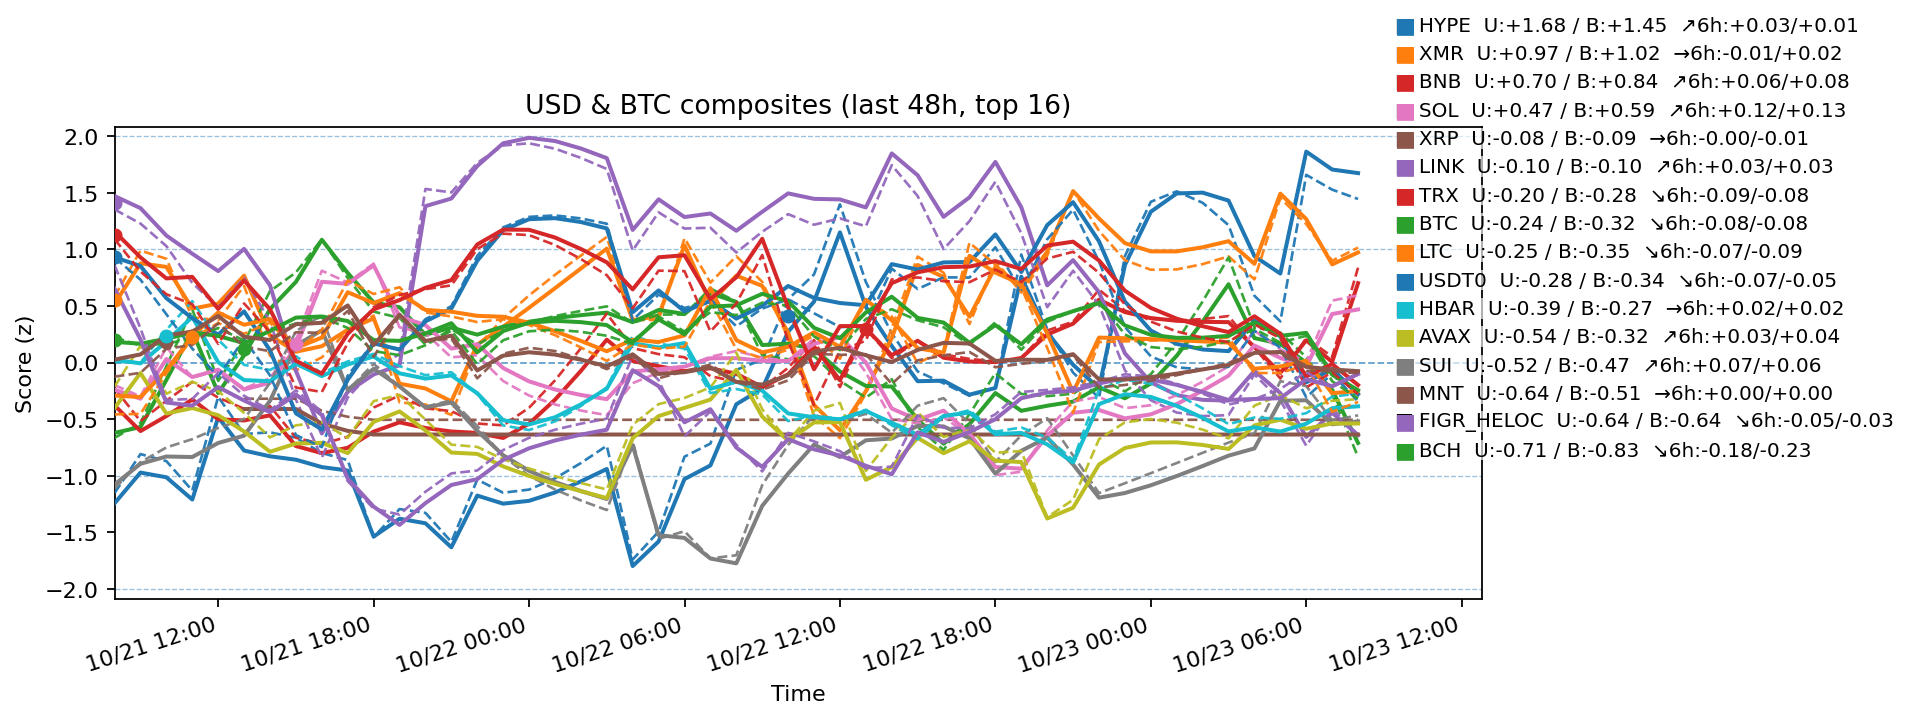 HYPE  U:+1.68 / B:+1.45  ↗6h:+0.03/+0.01
XMR  U:+0.97 / B:+1.02  →6h:-0.01/+0.02
BNB  U:+0.70 / B:+0.84  ↗6h:+0.06/+0.08
SOL  U:+0.47 / B:+0.59  ↗6h:+0.12/+0.13
XRP  U:-0.08 / B:-0.09  →6h:-0.00/-0.01
LINK  U:-0.10 / B:-0.10  ↗6h:+0.03/+0.03
TRX  U:-0.20 / B:-0.28  ↘6h:-0.09/-0.08
BTC  U:-0.24 / B:-0.32  ↘6h:-0.08/-0.08
LTC  U:-0.25 / B:-0.35  ↘6h:-0.07/-0.09
USDT0  U:-0.28 / B:-0.34  ↘6h:-0.07/-0.05
HBAR  U:-0.39 / B:-0.27  →6h:+0.02/+0.02
AVAX  U:-0.54 / B:-0.32  ↗6h:+0.03/+0.04
SUI  U:-0.52 / B:-0.47  ↗6h:+0.07/+0.06
MNT  U:-0.64 / B:-0.51  →6h:+0.00/+0.00
FIGR_HELOC  U:-0.64 / B:-0.64  ↘6h:-0.05/-0.03
BCH  U:-0.71 / B:-0.83  ↘6h:-0.18/-0.23
USD & BTC composites (last 48h, top 16)
Score (z)
2.0
1.5
1.0
0.5
0.0
−0.5
−1.0
−1.5
−2.0
10/21 12:00
10/21 18:00
10/22 00:00
10/22 06:00
10/22 12:00
10/22 18:00
10/23 00:00
10/23 06:00
10/23 12:00
Time